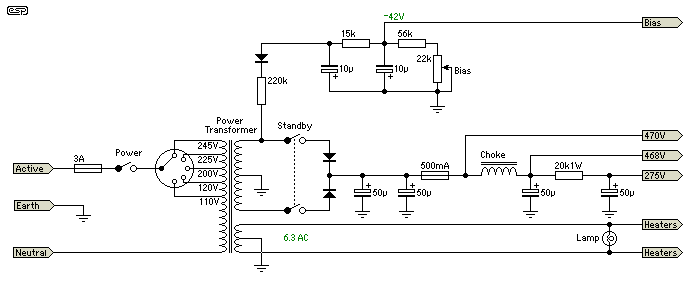 esp
-42V
Bias
15k
56k
22k
Bias
10μ
10μ
220k
Power
Transformer
Standby
Power
3A
Active
245V
225V
200V
120V
110V
Earth
Neutral
500mA
Choke
20k1W
50μ
50μ
50μ
50μ
470V
468V
275V
6.3 AC
Lamp
Heaters
Heaters